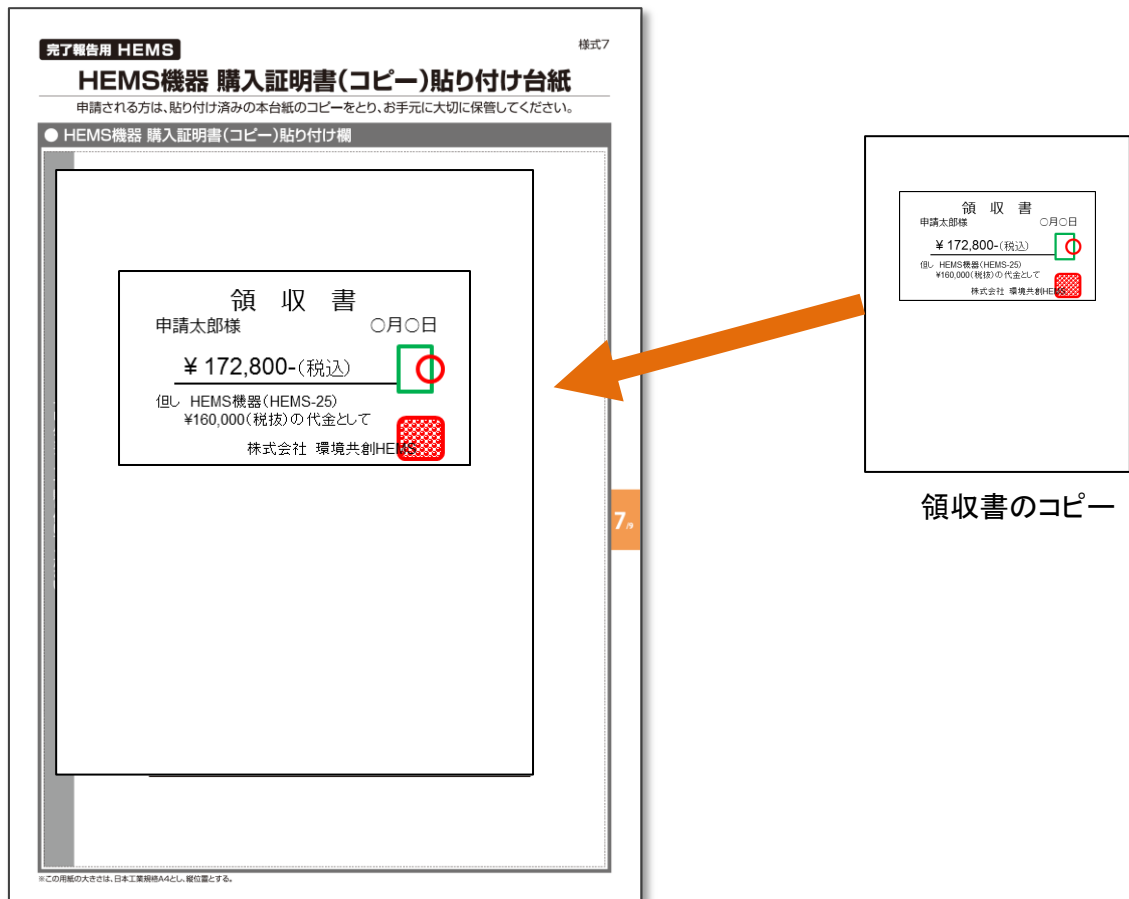 完了報告用 HEMS
様式7
HEMS機器 購入証明書(コピー)貼り付け台紙
申請される方は、貼り付け済みの本台紙のコピーをとり、お手元に大切に保管してください。
● HEMS機器 購入証明書(コピー)貼り付け欄
領 収 書
申請太郎様 ○月○日
¥ 172,800-(税込)
但し HEMS機器(HEMS-25)
¥160,000(税抜)の代金として
株式会社 環境共創HEMS
7/9
※この用紙の大きさは、日本工業規格A4とし、縦位置とする。
領 収 書
申請太郎様 ○月○日
¥ 172,800-(税込)
但し HEMS機器(HEMS-25)
¥160,000(税抜)の代金として
株式会社 環境共創HEMS
領収書のコピー